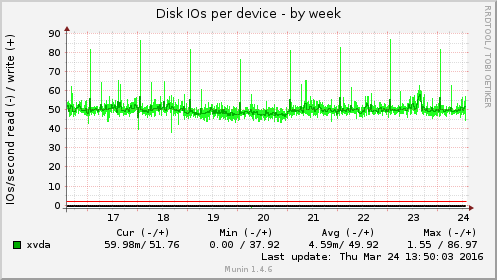 Disk IOs per device - by week
RRDTOOL / TOBI OETIKER
IOs/second read (-) / write (+)
90
80
70
60
50
40
30
20
10
0
17 18 19 20 21 22 23 24
Cur (-/+) Min (-/+) Avg (-/+) Max (-/+)
xvda 59.98m/ 51.76 0.00 / 37.92 4.59m/ 49.92 1.55 / 86.97
Last update: Thu Mar 24 13:50:03 2016
Munin 1.4.6